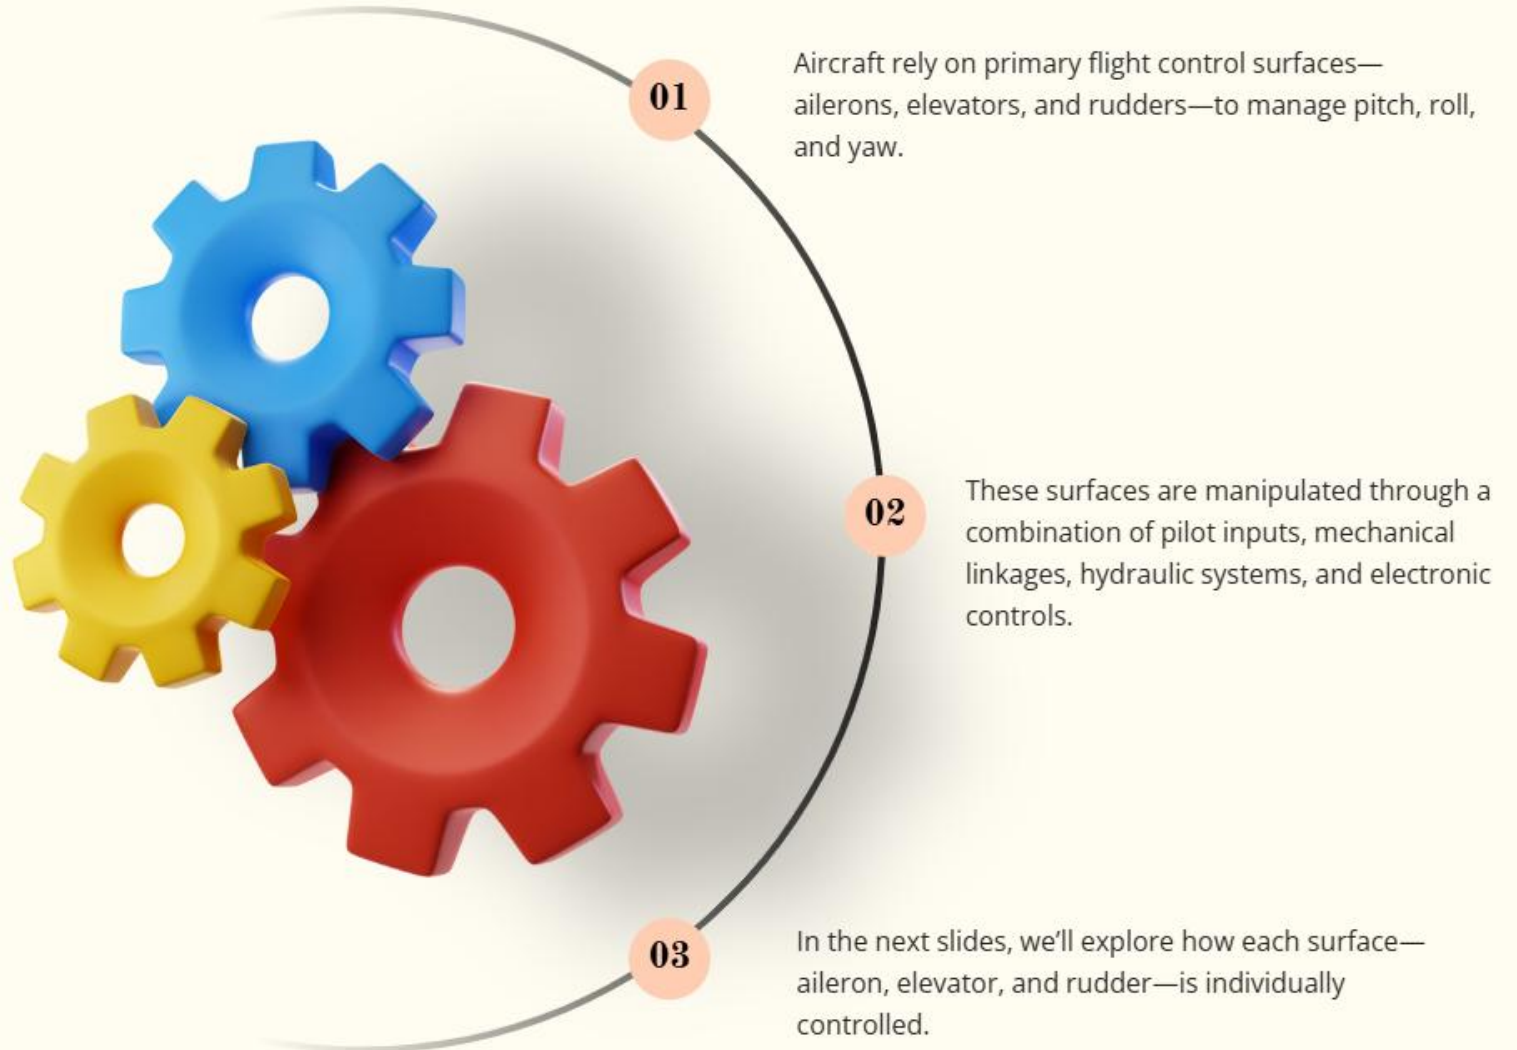 01
Aircraft rely on primary flight control surfaces—
ailerons, elevators, and rudders—to manage pitch, roll,
and yaw.
02
These surfaces are manipulated through a
combination of pilot inputs, mechanical
linkages, hydraulic systems, and electronic
controls.
03
In the next slides, we’ll explore how each surface—
aileron, elevator, and rudder—is individually
controlled.